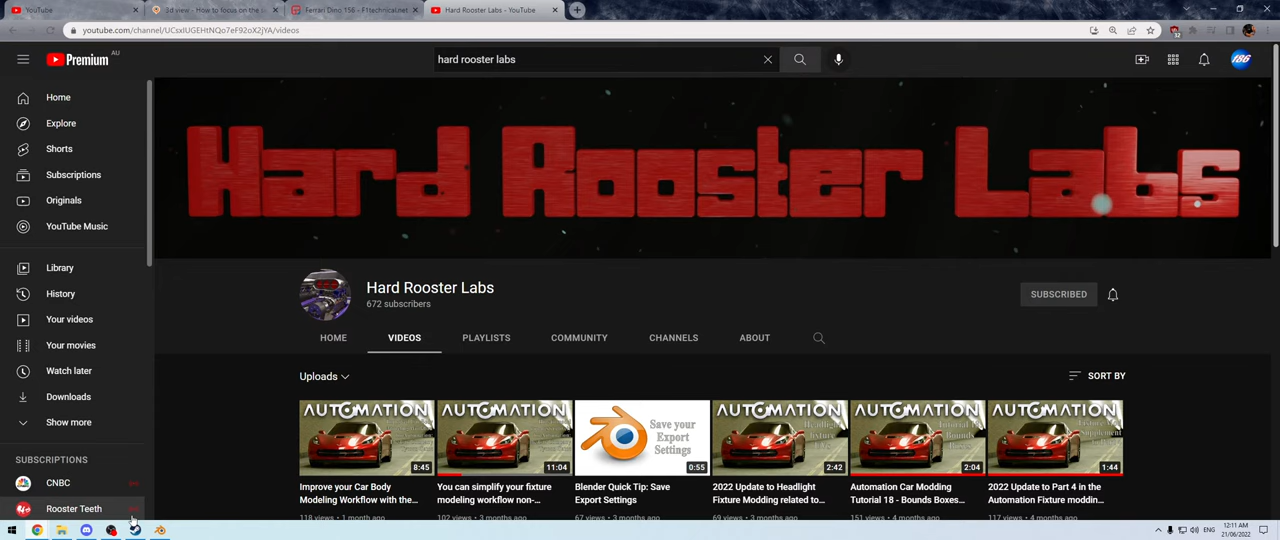 YouTube
3d view - How to focus on the se
Ferrari Dino 156 - F1technical.net
Hard Rooster Labs - YouTube
youtube.com/channel/UCsxIUGEHtNQo7eF92oX2jYA/videos
Premium AU
hard rooster labs
Home
Explore
Shorts
Subscriptions
Originals
YouTube Music
Library
History
Your videos
Your movies
Watch later
Downloads
Show more
SUBSCRIPTIONS
CNBC
Rooster Teeth
Hard Rooster Labs
Hard Rooster Labs
672 subscribers
SUBSCRIBED
HOME
VIDEOS
PLAYLISTS
COMMUNITY
CHANNELS
ABOUT
Uploads
SORT BY
AUTOMATION
8:45
Improve your Car Body
Modeling Workflow with the...
118 views • 1 month ago
AUTOMATION
11:04
You can simplify your fixture
modeling workflow non-...
102 views • 3 months ago
Save your
Export
Settings
0:55
Blender Quick Tip: Save
Export Settings
67 views • 3 months ago
AUTOMATION
Headlight
2:42
2022 Update to Headlight
Fixture Modding related to
69 views • 3 months ago
AUTOMATION
2:04
Automation Car Modding
Tutorial 18 - Bounds Boxes...
151 views • 4 months ago
AUTOMATION
1:44
2022 Update to Part 4 in the
Automation Fixture moddin...
117 views • 4 months ago
ENG
12:11 AM
21/06/2022